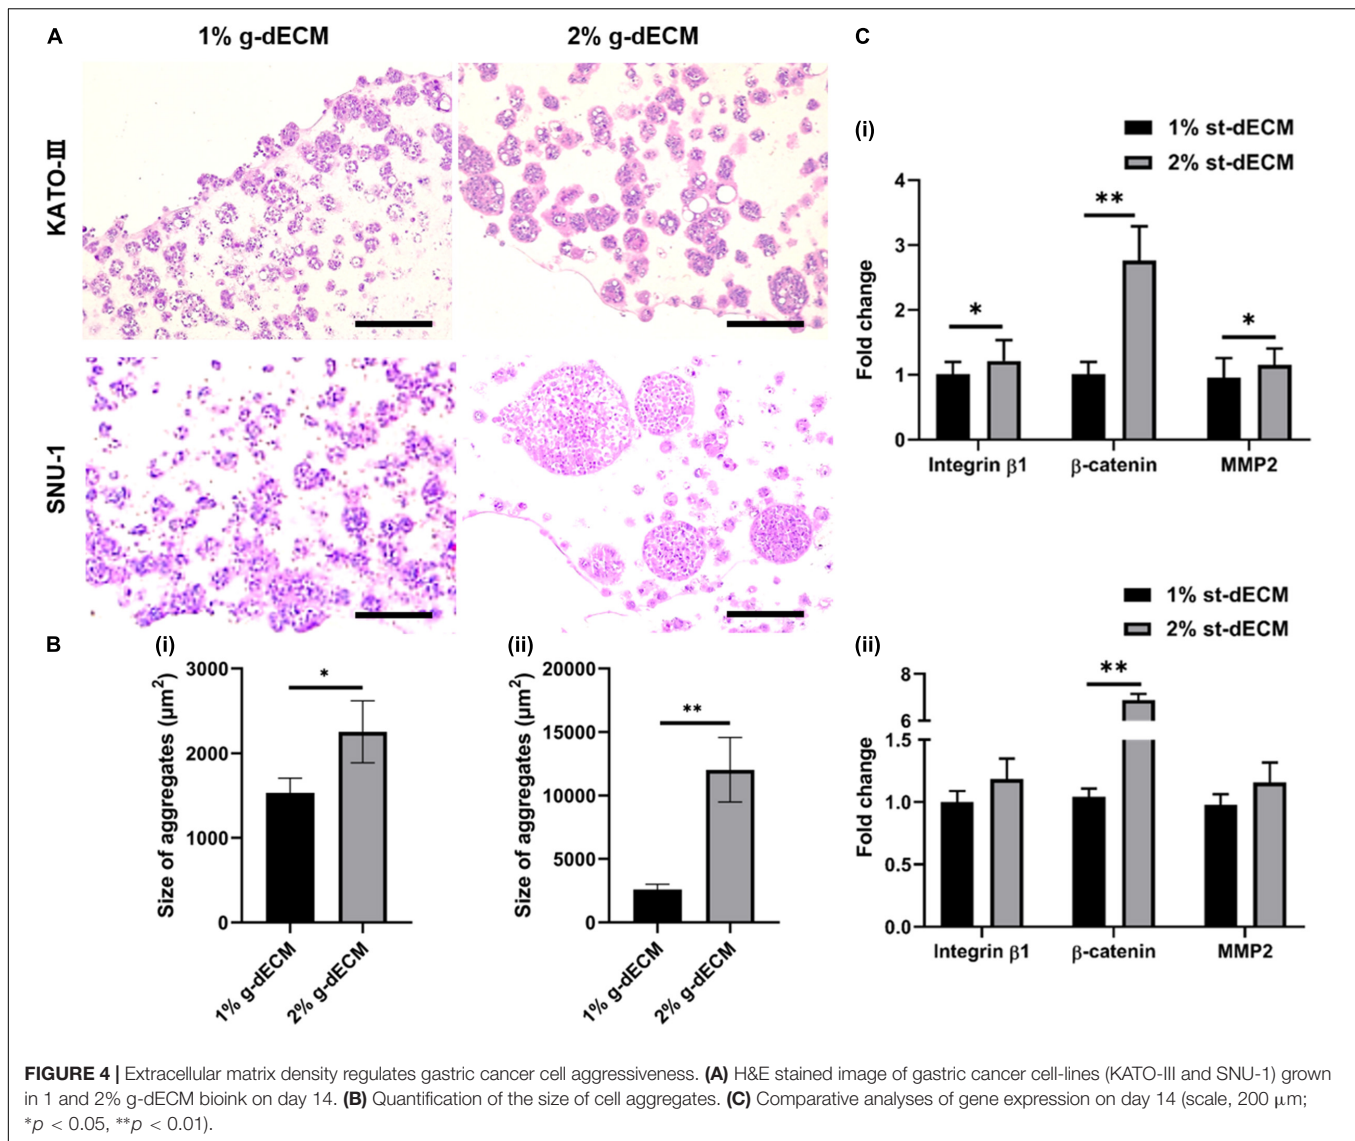 A
1% g-dECM
2% g-dECM
KATO-III
SNU-1
B
(i)
Size of aggregates (µm²)
3000
2000
1000
0
*
1% g-dECM
2% g-dECM
(ii)
Size of aggregates (µm²)
20000
15000
10000
5000
0
**
1% g-dECM
2% g-dECM
C
(i)
1% st-dECM
2% st-dECM
Fold change
4
3
2
1
0
*
**
*
Integrin β1
β-catenin
MMP2
(ii)
1% st-dECM
2% st-dECM
Fold change
8
6
1.5
1.0
0.5
0.0
**
Integrin β1
β-catenin
MMP2
FIGURE 4 | Extracellular matrix density regulates gastric cancer cell aggressiveness. (A) H&E stained image of gastric cancer cell-lines (KATO-III and SNU-1) grown
in 1 and 2% g-dECM bioink on day 14. (B) Quantification of the size of cell aggregates. (C) Comparative analyses of gene expression on day 14 (scale, 200 µm;
*p < 0.05, **p < 0.01).